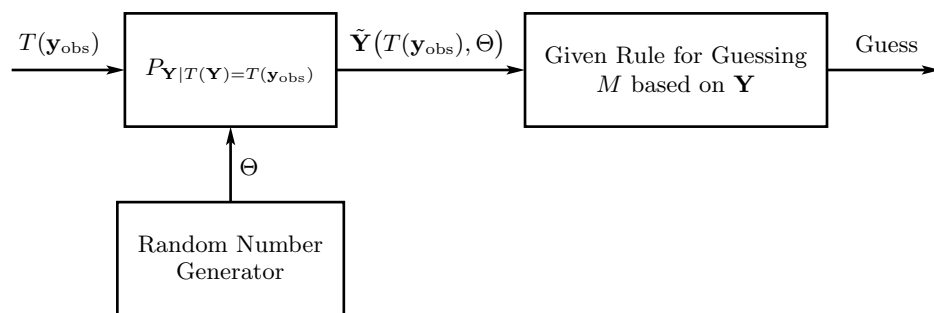 T(y_obs)
P_{Y|T(Y)=T(y_obs)}
Ỹ(T(y_obs), Θ)
Given Rule for Guessing
M based on Y
Guess
Θ
Random Number
Generator